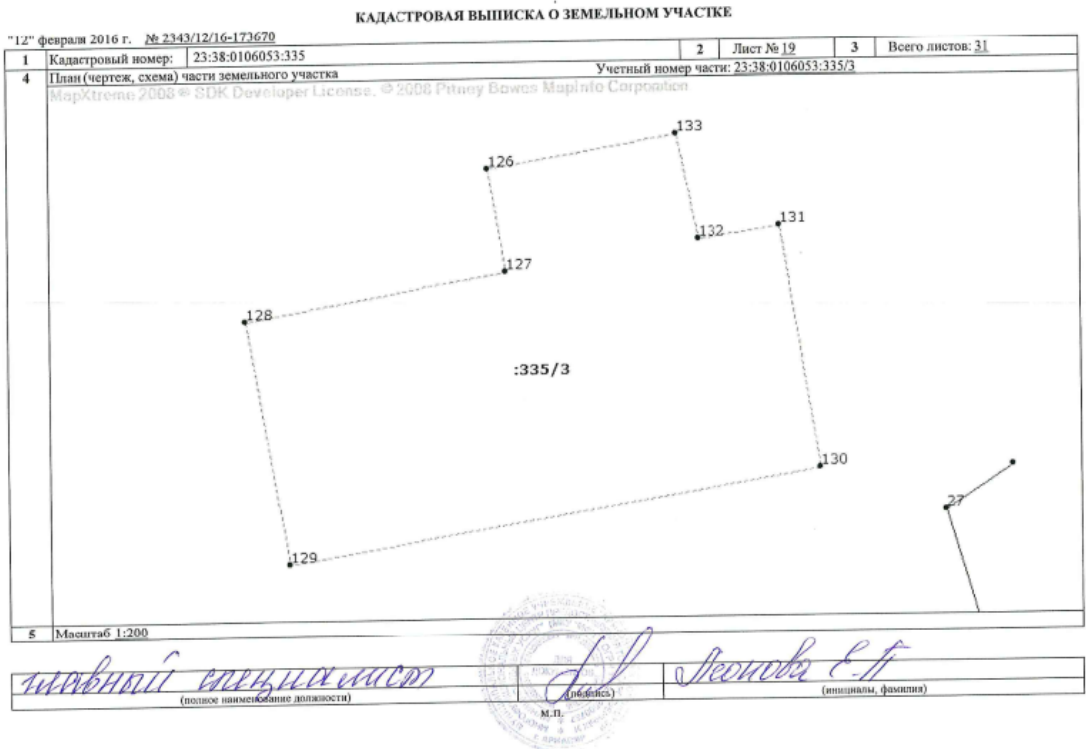 КАДАСТРОВАЯ ВЫПИСКА О ЗЕМЕЛЬНОМ УЧАСТКЕ
"12" февраля 2016 г. № 2343/12/16-173670
1 Кадастровый номер: 23:38:0106053:335 2 Лист № 19 3 Всего листов: 31
4 План (чертеж, схема) части земельного участка Учетный номер части: 23:38:0106053:335/3
MapXtreme 2008 ® SDK Developer License. © 2008 Pitney Bowes MapInfo Corporation
133
126
131
132
127
128
:335/3
130
27
129
5 Масштаб 1:200
главный специалист Леонова Е.П
(полное наименование должности) (подпись) (инициалы, фамилия)
м.п.